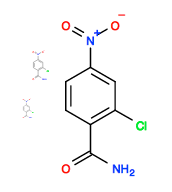 O O⁻
N⁺
Cl
O NH₂